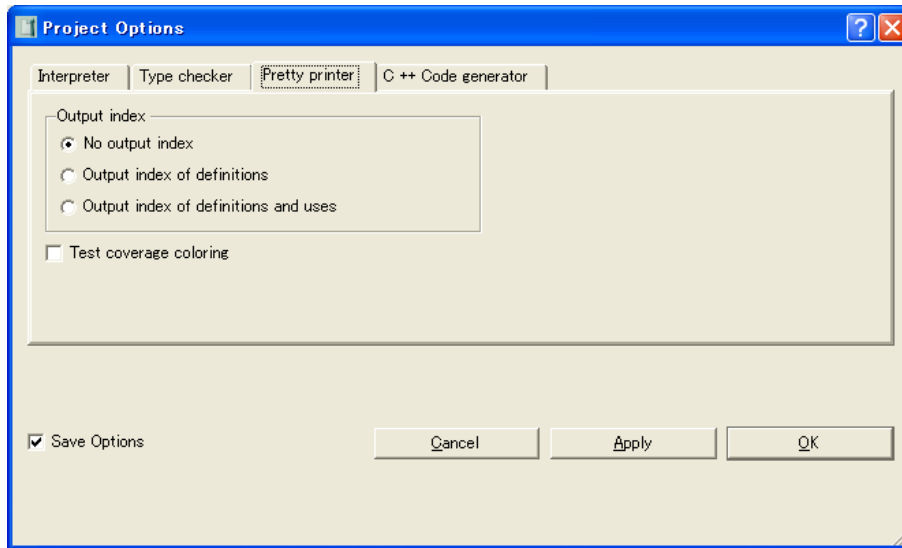 Project Options
Interpreter Type checker Pretty printer C ++ Code generator
Output index
No output index
Output index of definitions
Output index of definitions and uses
Test coverage coloring
Save Options Cancel Apply OK